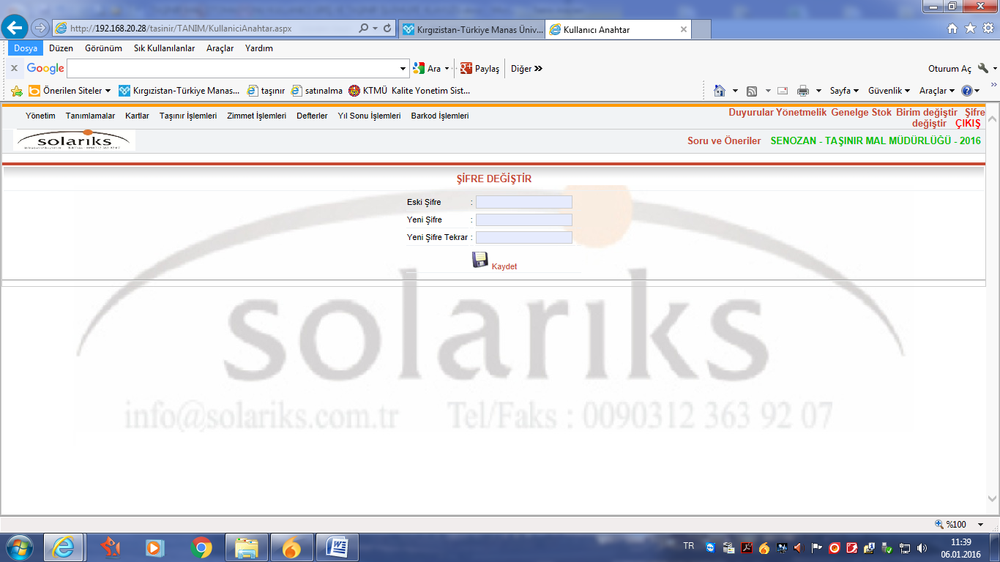 http://192.168.20.28/tasinir/TANIM/KullaniciAnahtar.aspx
Kırgızistan-Türkiye Manas Üniv...
Kullanıcı Anahtar
Dosya Düzen Görünüm Sık Kullanılanlar Araçlar Yardım
x Google Ara Paylaş Diğer Oturum Aç
Önerilen Siteler Kırgızistan-Türkiye Manas... taşınır satınalma KTMÜ Kalite Yonetim Sist... Sayfa Güvenlik Araçlar
Yönetim Tanımlamalar Kartlar Taşınır İşlemleri Zimmet İşlemleri Defterler Yıl Sonu İşlemleri Barkod İşlemleri
Duyurular Yönetmelik Genelge Stok Birim değiştir Şifre
değiştir ÇIKIŞ
solarıks
Soru ve Öneriler SENOZAN - TAŞINIR MAL MÜDÜRLÜĞÜ - 2016
ŞİFRE DEĞİŞTİR
Eski Şifre :
Yeni Şifre :
Yeni Şifre Tekrar :
Kaydet
solarıks
info@solariks.com.tr Tel/Faks : 0090312 363 92 07
%100
TR
11:39
06.01.2016